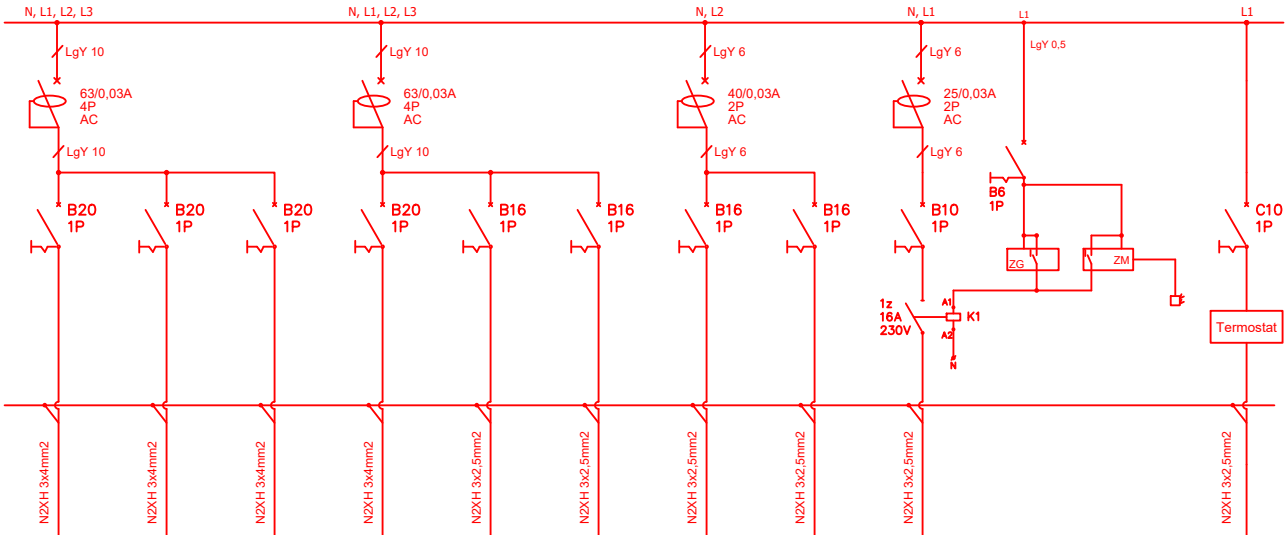 N, L1, L2, L3
N, L1, L2, L3
N, L2
N, L1
L1
L1
LgY 10
LgY 10
LgY 6
LgY 6
LgY 0,5
63/0,03A
4P
AC
63/0,03A
4P
AC
40/0,03A
2P
AC
25/0,03A
2P
AC
LgY 10
LgY 10
LgY 6
LgY 6
B6
1P
B20
1P
B20
1P
B20
1P
B20
1P
B16
1P
B16
1P
B16
1P
B16
1P
B10
1P
C10
1P
ZG
ZM
1z
16A
230V
A1
K1
A2
N
Termostat
N2XH 3x4mm2
N2XH 3x4mm2
N2XH 3x4mm2
N2XH 3x2,5mm2
N2XH 3x2,5mm2
N2XH 3x2,5mm2
N2XH 3x2,5mm2
N2XH 3x2,5mm2
N2XH 3x2,5mm2
N2XH 3x2,5mm2